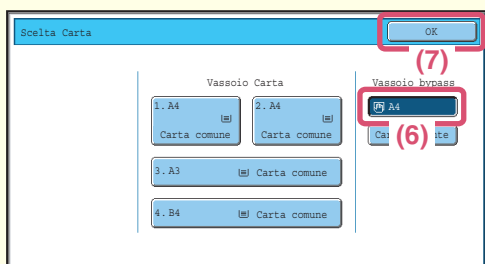 Scelta Carta
OK
(7)
Vassoio Carta
Vassoio bypass
1. A4
Carta comune
2. A4
Carta comune
A4
(6)
3. A3 Carta comune
4. B4 Carta comune